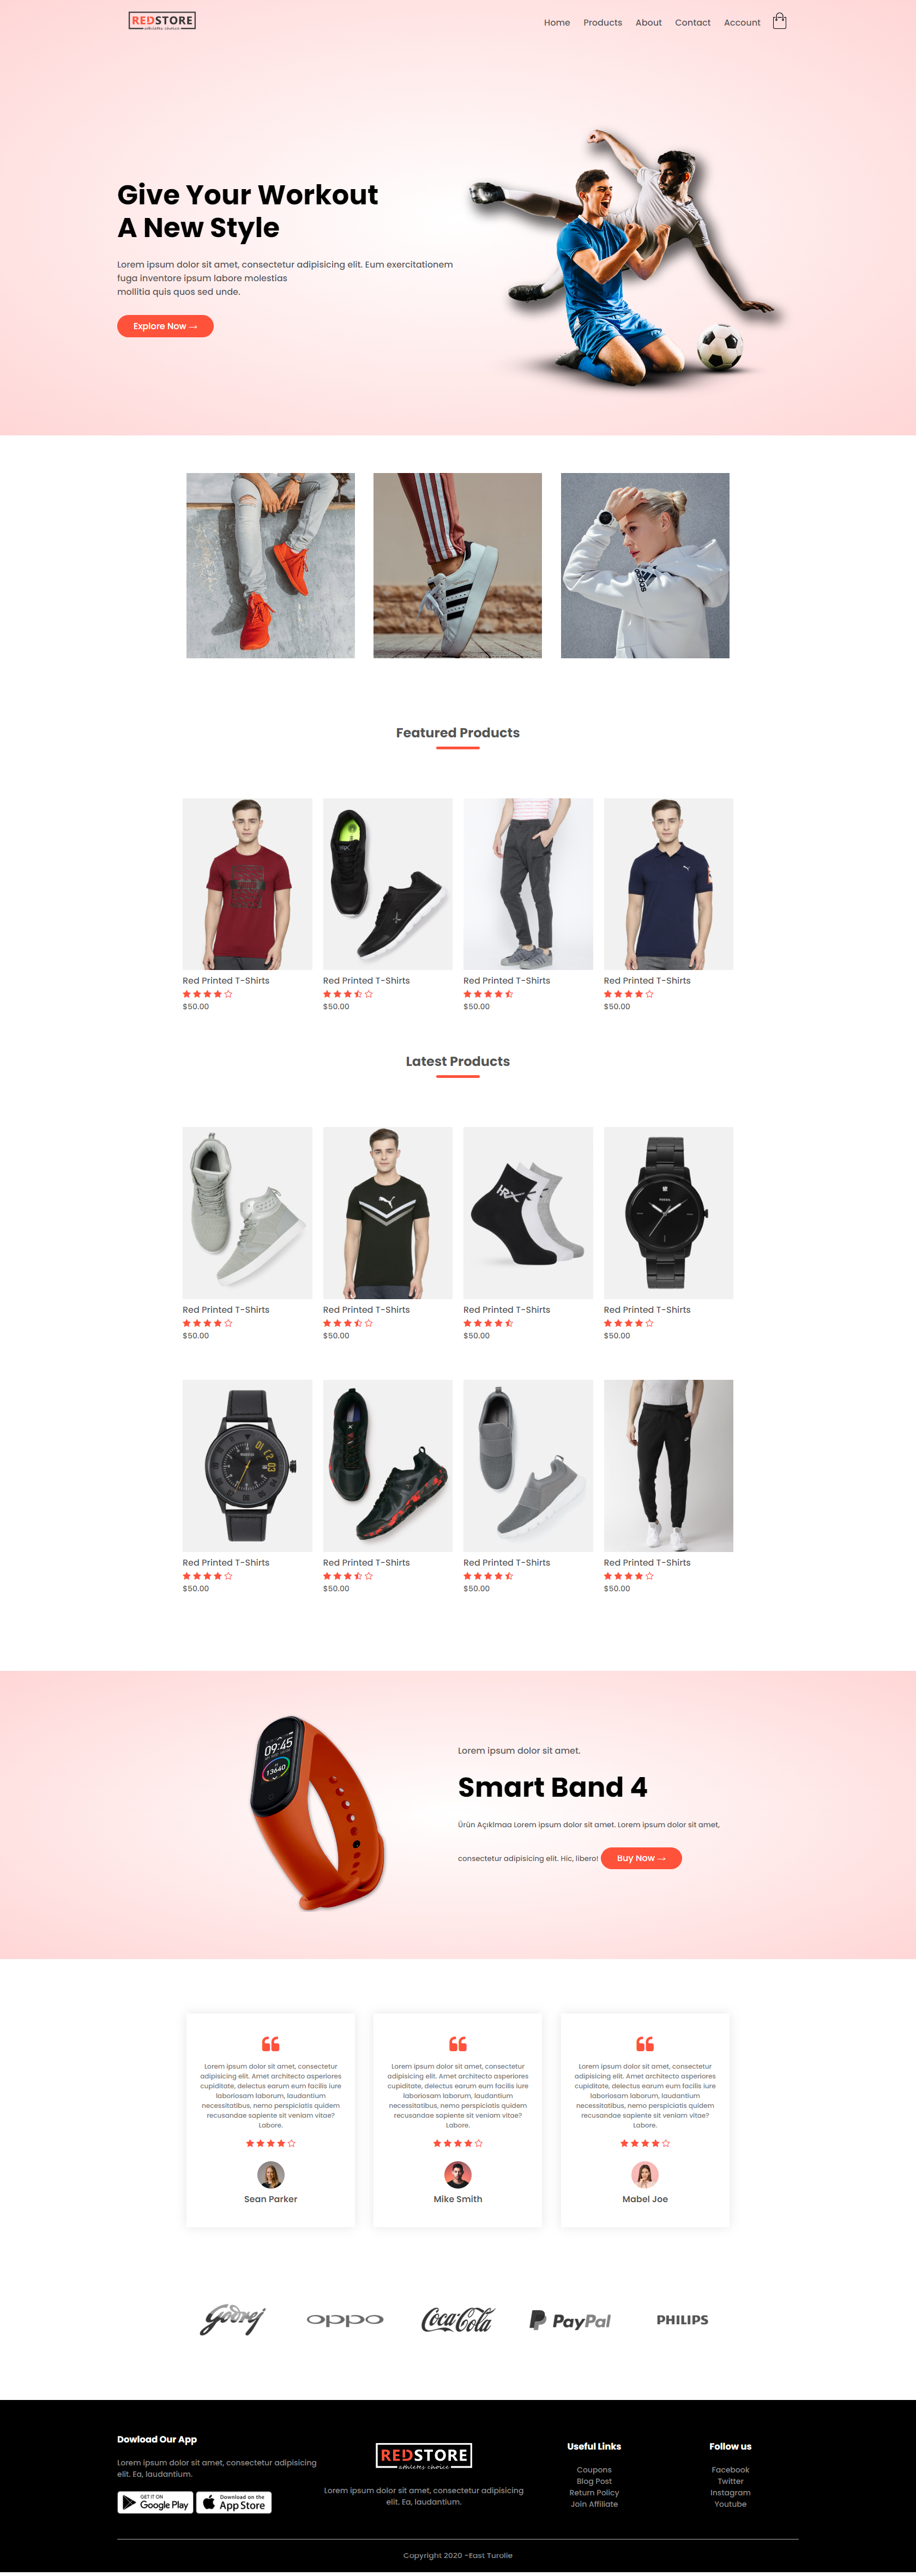 REDSTORE
athletes choice
Home Products About Contact Account
Give Your Workout
A New Style
Lorem ipsum dolor sit amet, consectetur adipisicing elit. Eum exercitationem
fuga inventore ipsum labore molestias
mollitia quis quos sed unde.
Explore Now →
adidas
Featured Products
HRX
Red Printed T-Shirts
$50.00
Red Printed T-Shirts
$50.00
Red Printed T-Shirts
$50.00
Red Printed T-Shirts
$50.00
Latest Products
HRX
FOSSIL
Red Printed T-Shirts
$50.00
Red Printed T-Shirts
$50.00
Red Printed T-Shirts
$50.00
Red Printed T-Shirts
$50.00
01 02 03
Red Printed T-Shirts
$50.00
Red Printed T-Shirts
$50.00
Red Printed T-Shirts
$50.00
Red Printed T-Shirts
$50.00
09:45
13640
Lorem ipsum dolor sit amet.
Smart Band 4
Ürün Açıklmaa Lorem ipsum dolor sit amet. Lorem ipsum dolor sit amet,
consectetur adipisicing elit. Hic, libero! Buy Now →
Lorem ipsum dolor sit amet, consectetur
adipisicing elit. Amet architecto asperiores
cupiditate, delectus earum eum facilis iure
laboriosam laborum, laudantium
necessitatibus, nemo perspiciatis quidem
recusandae sapiente sit veniam vitae?
Labore.
Sean Parker
Lorem ipsum dolor sit amet, consectetur
adipisicing elit. Amet architecto asperiores
cupiditate, delectus earum eum facilis iure
laboriosam laborum, laudantium
necessitatibus, nemo perspiciatis quidem
recusandae sapiente sit veniam vitae?
Labore.
Mike Smith
Lorem ipsum dolor sit amet, consectetur
adipisicing elit. Amet architecto asperiores
cupiditate, delectus earum eum facilis iure
laboriosam laborum, laudantium
necessitatibus, nemo perspiciatis quidem
recusandae sapiente sit veniam vitae?
Labore.
Mabel Joe
Godrej
oppo
Coca-Cola
PayPal
PHILIPS
Dowload Our App
Lorem ipsum dolor sit amet, consectetur adipisicing
elit. Ea, laudantium.
GET IT ON
Google Play
Download on the
App Store
REDSTORE
athletes choice
Lorem ipsum dolor sit amet, consectetur adipisicing
elit. Ea, laudantium.
Useful Links
Coupons
Blog Post
Return Policy
Join Affiliate
Follow us
Facebook
Twitter
Instagram
Youtube
Copyright 2020 -East Turolie